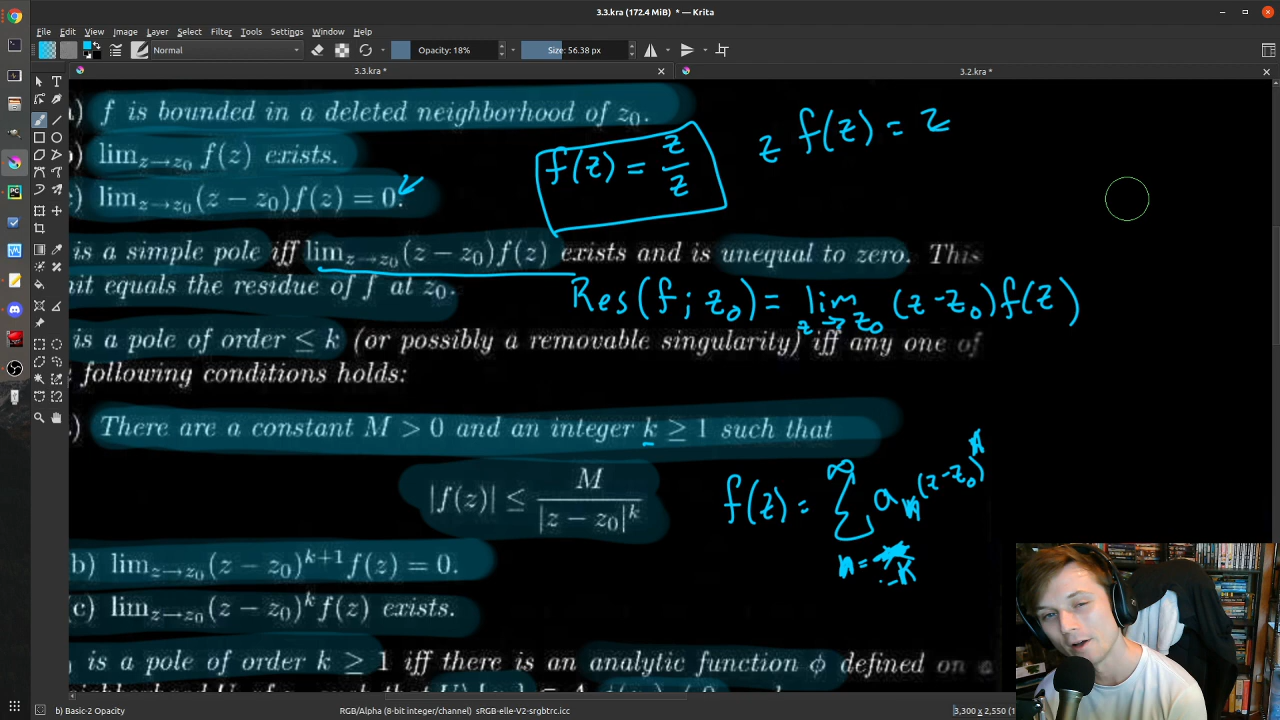 3.3.kra (172.4 MiB) * — Krita
File Edit View Image Layer Select Filter Tools Settings Window Help
Normal Opacity: 18% Size: 56.38 px
3.3.kra * 3.2.kra *
) f is bounded in a deleted neighborhood of z₀.
z f(z) = z
) lim_{z→z₀} f(z) exists.
f(z) = z/z
) lim_{z→z₀} (z − z₀)f(z) = 0.
is a simple pole iff lim_{z→z₀}(z − z₀)f(z) exists and is unequal to zero. This
it equals the residue of f at z₀.
Res(f; z₀) = lim_{z→z₀} (z-z₀)f(z)
is a pole of order ≤ k (or possibly a removable singularity) iff any one of
following conditions holds:
) There are a constant M > 0 and an integer k ≥ 1 such that
|f(z)| ≤ M/|z − z₀|^k
f(z) = ∑_{n=-k}^{∞} a_n (z-z₀)^n
b) lim_{z→z₀}(z − z₀)^{k+1} f(z) = 0.
(c) lim_{z→z₀}(z − z₀)^k f(z) exists.
is a pole of order k ≥ 1 iff there is an analytic function ϕ defined on a
b) Basic-2 Opacity RGB/Alpha (8-bit integer/channel) sRGB-elle-V2-srgbtrc.icc 3,300 x 2,550 (1